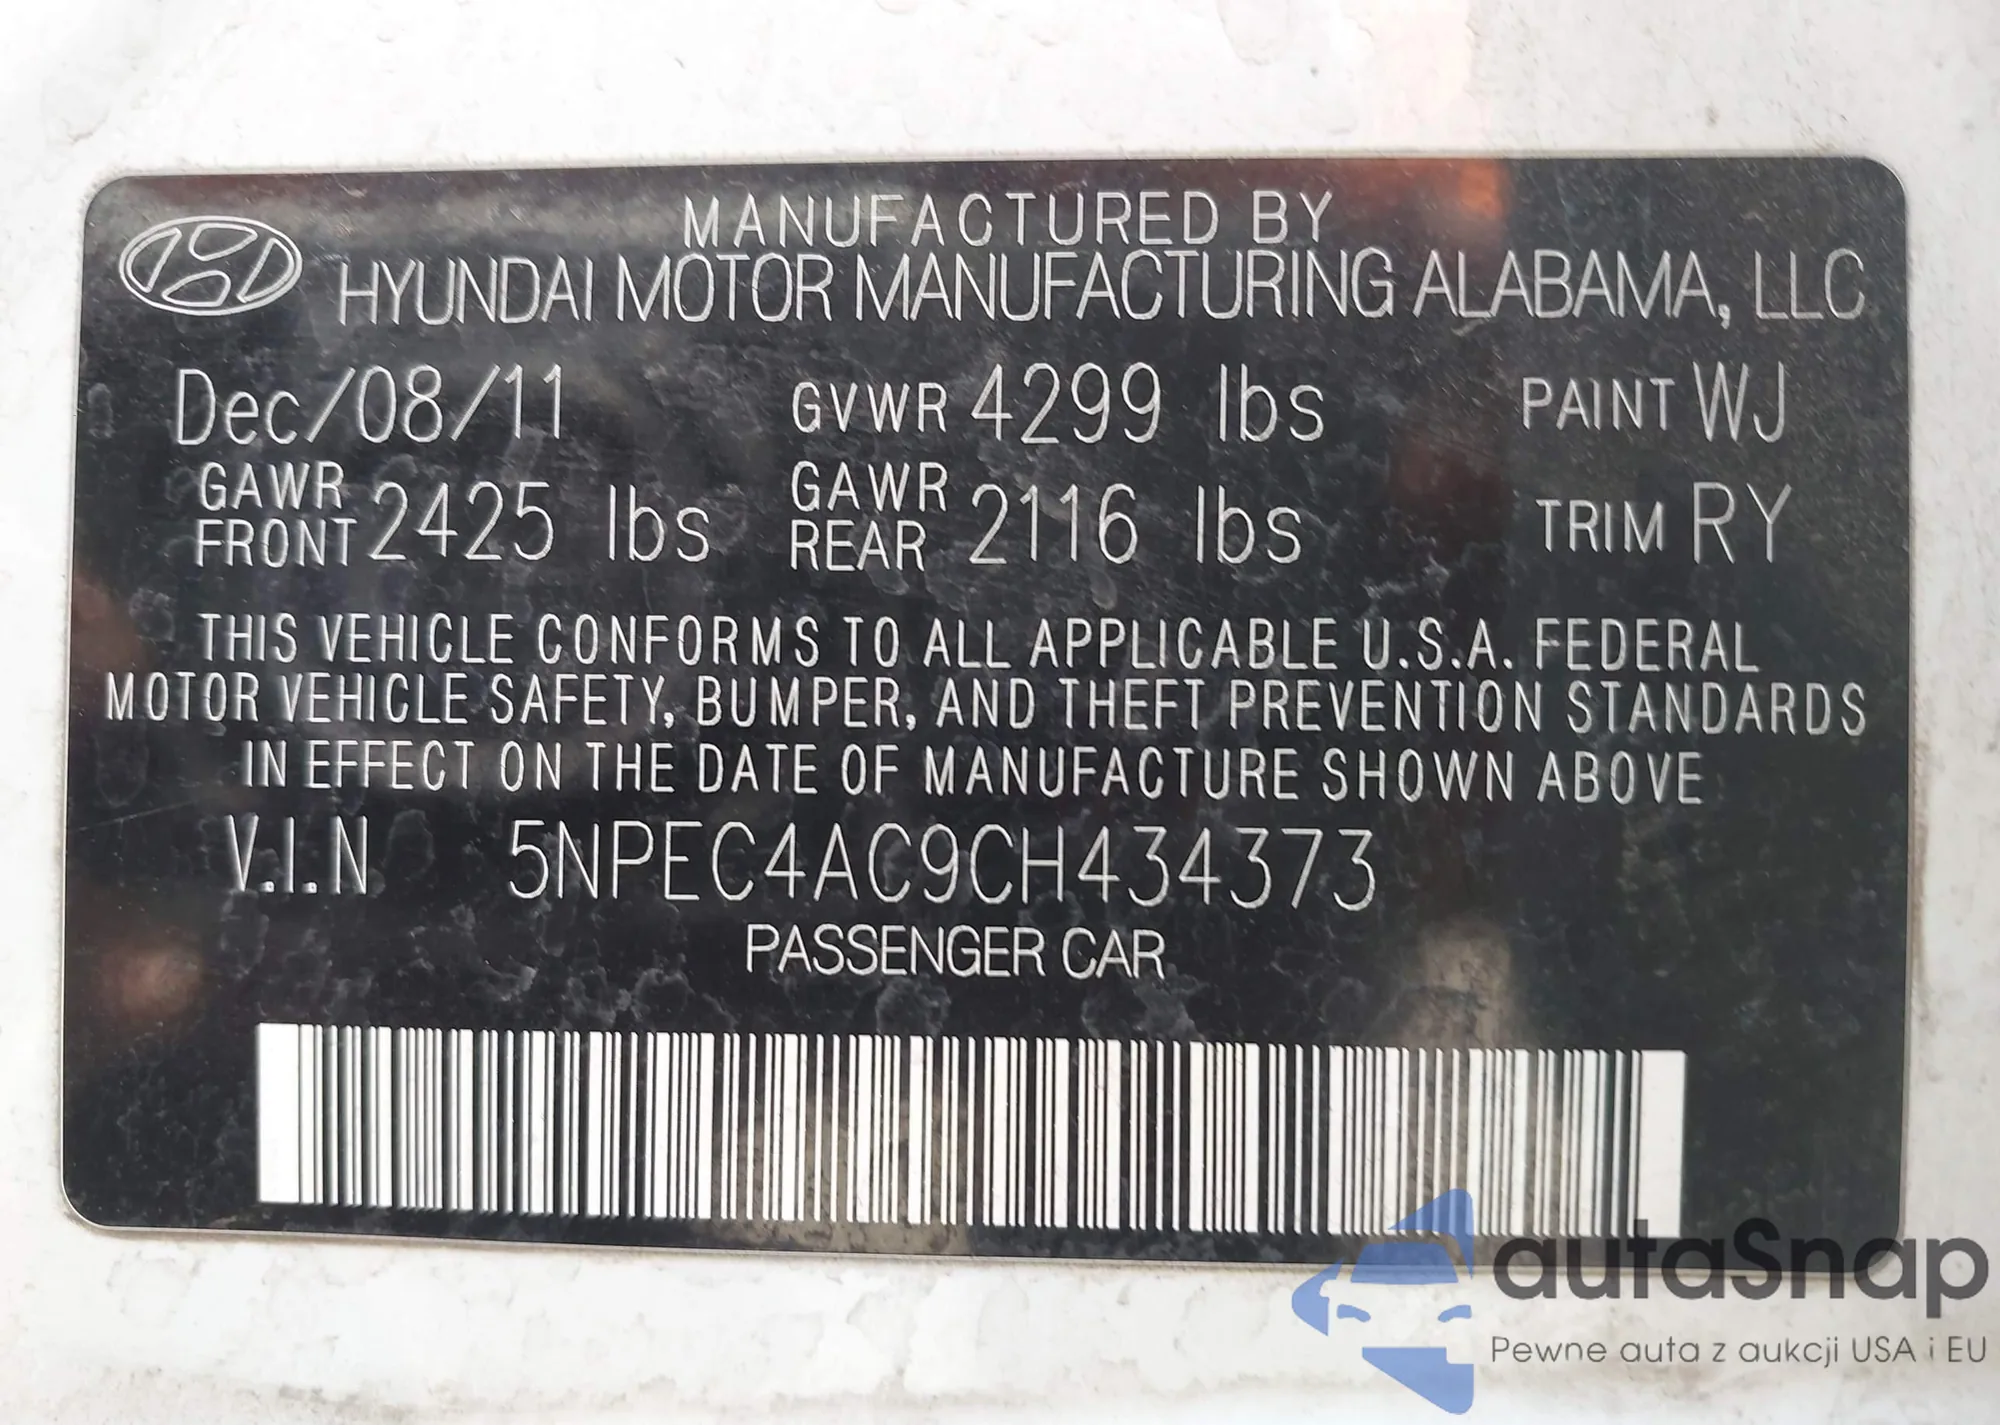 MANUFACTURED BY
HYUNDAI MOTOR MANUFACTURING ALABAMA, LLC
Dec/08/11 GVWR 4299 lbs PAINT WJ
GAWR FRONT 2425 lbs GAWR REAR 2116 lbs TRIM RY
THIS VEHICLE CONFORMS TO ALL APPLICABLE U.S.A. FEDERAL
MOTOR VEHICLE SAFETY, BUMPER, AND THEFT PREVENTION STANDARDS
IN EFFECT ON THE DATE OF MANUFACTURE SHOWN ABOVE
V.I.N 5NPEC4AC9CH434373
PASSENGER CAR
autaSnap
Pewne auta z aukcji USA i EU